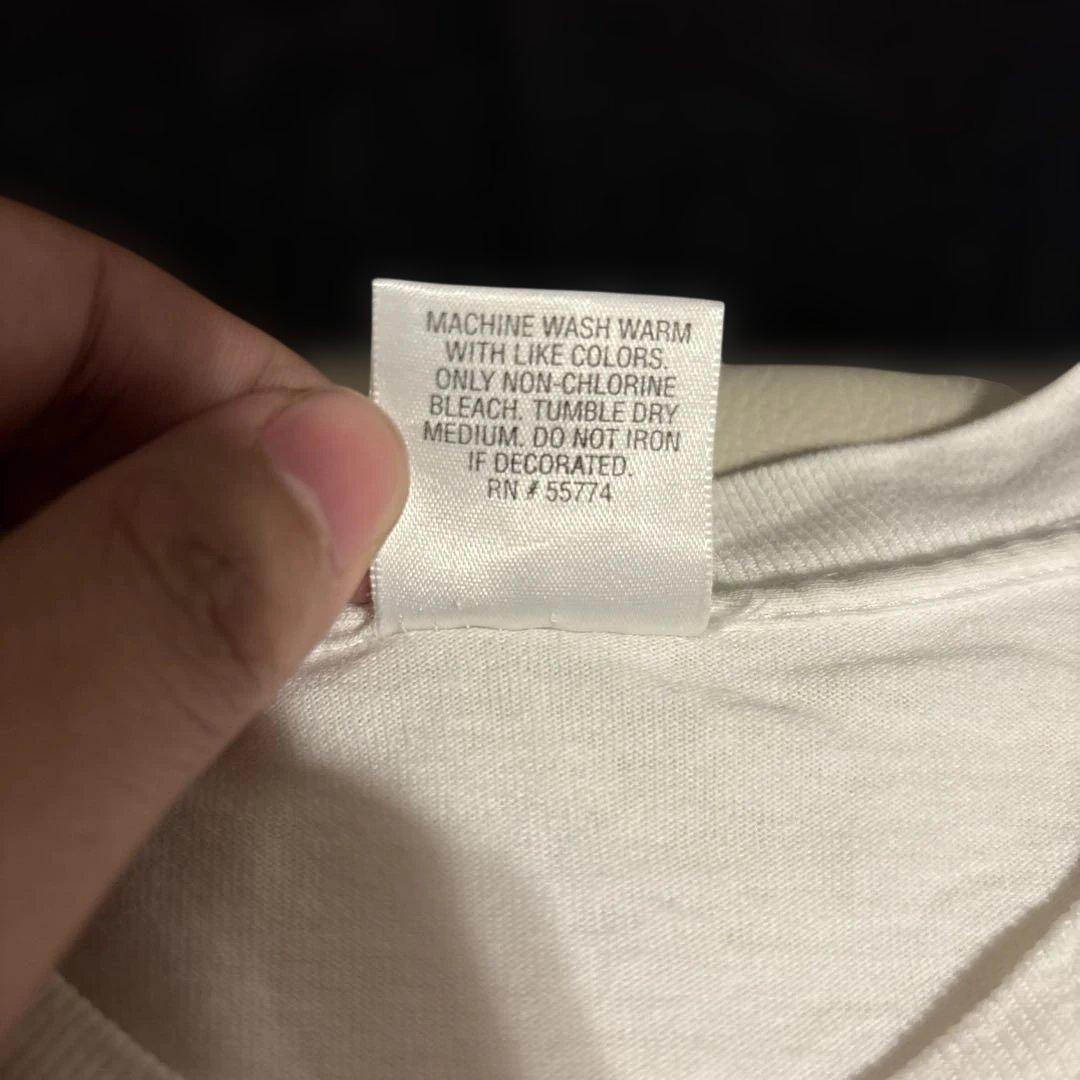 MACHINE WASH WARM
WITH LIKE COLORS.
ONLY NON-CHLORINE
BLEACH. TUMBLE DRY
MEDIUM. DO NOT IRON
IF DECORATED.
RN # 55774